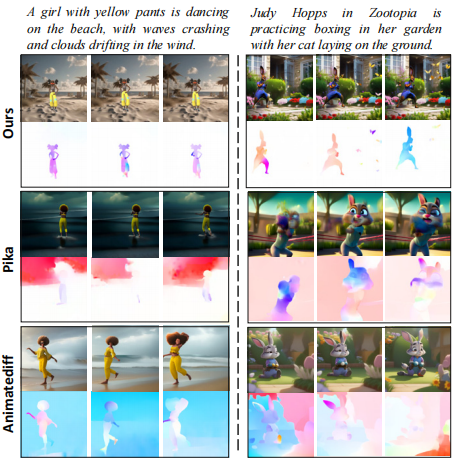 A girl with yellow pants is dancing
on the beach, with waves crashing
and clouds drifting in the wind.
Judy Hopps in Zootopia is
practicing boxing in her garden
with her cat laying on the ground.
Ours
Pika
Animatediff